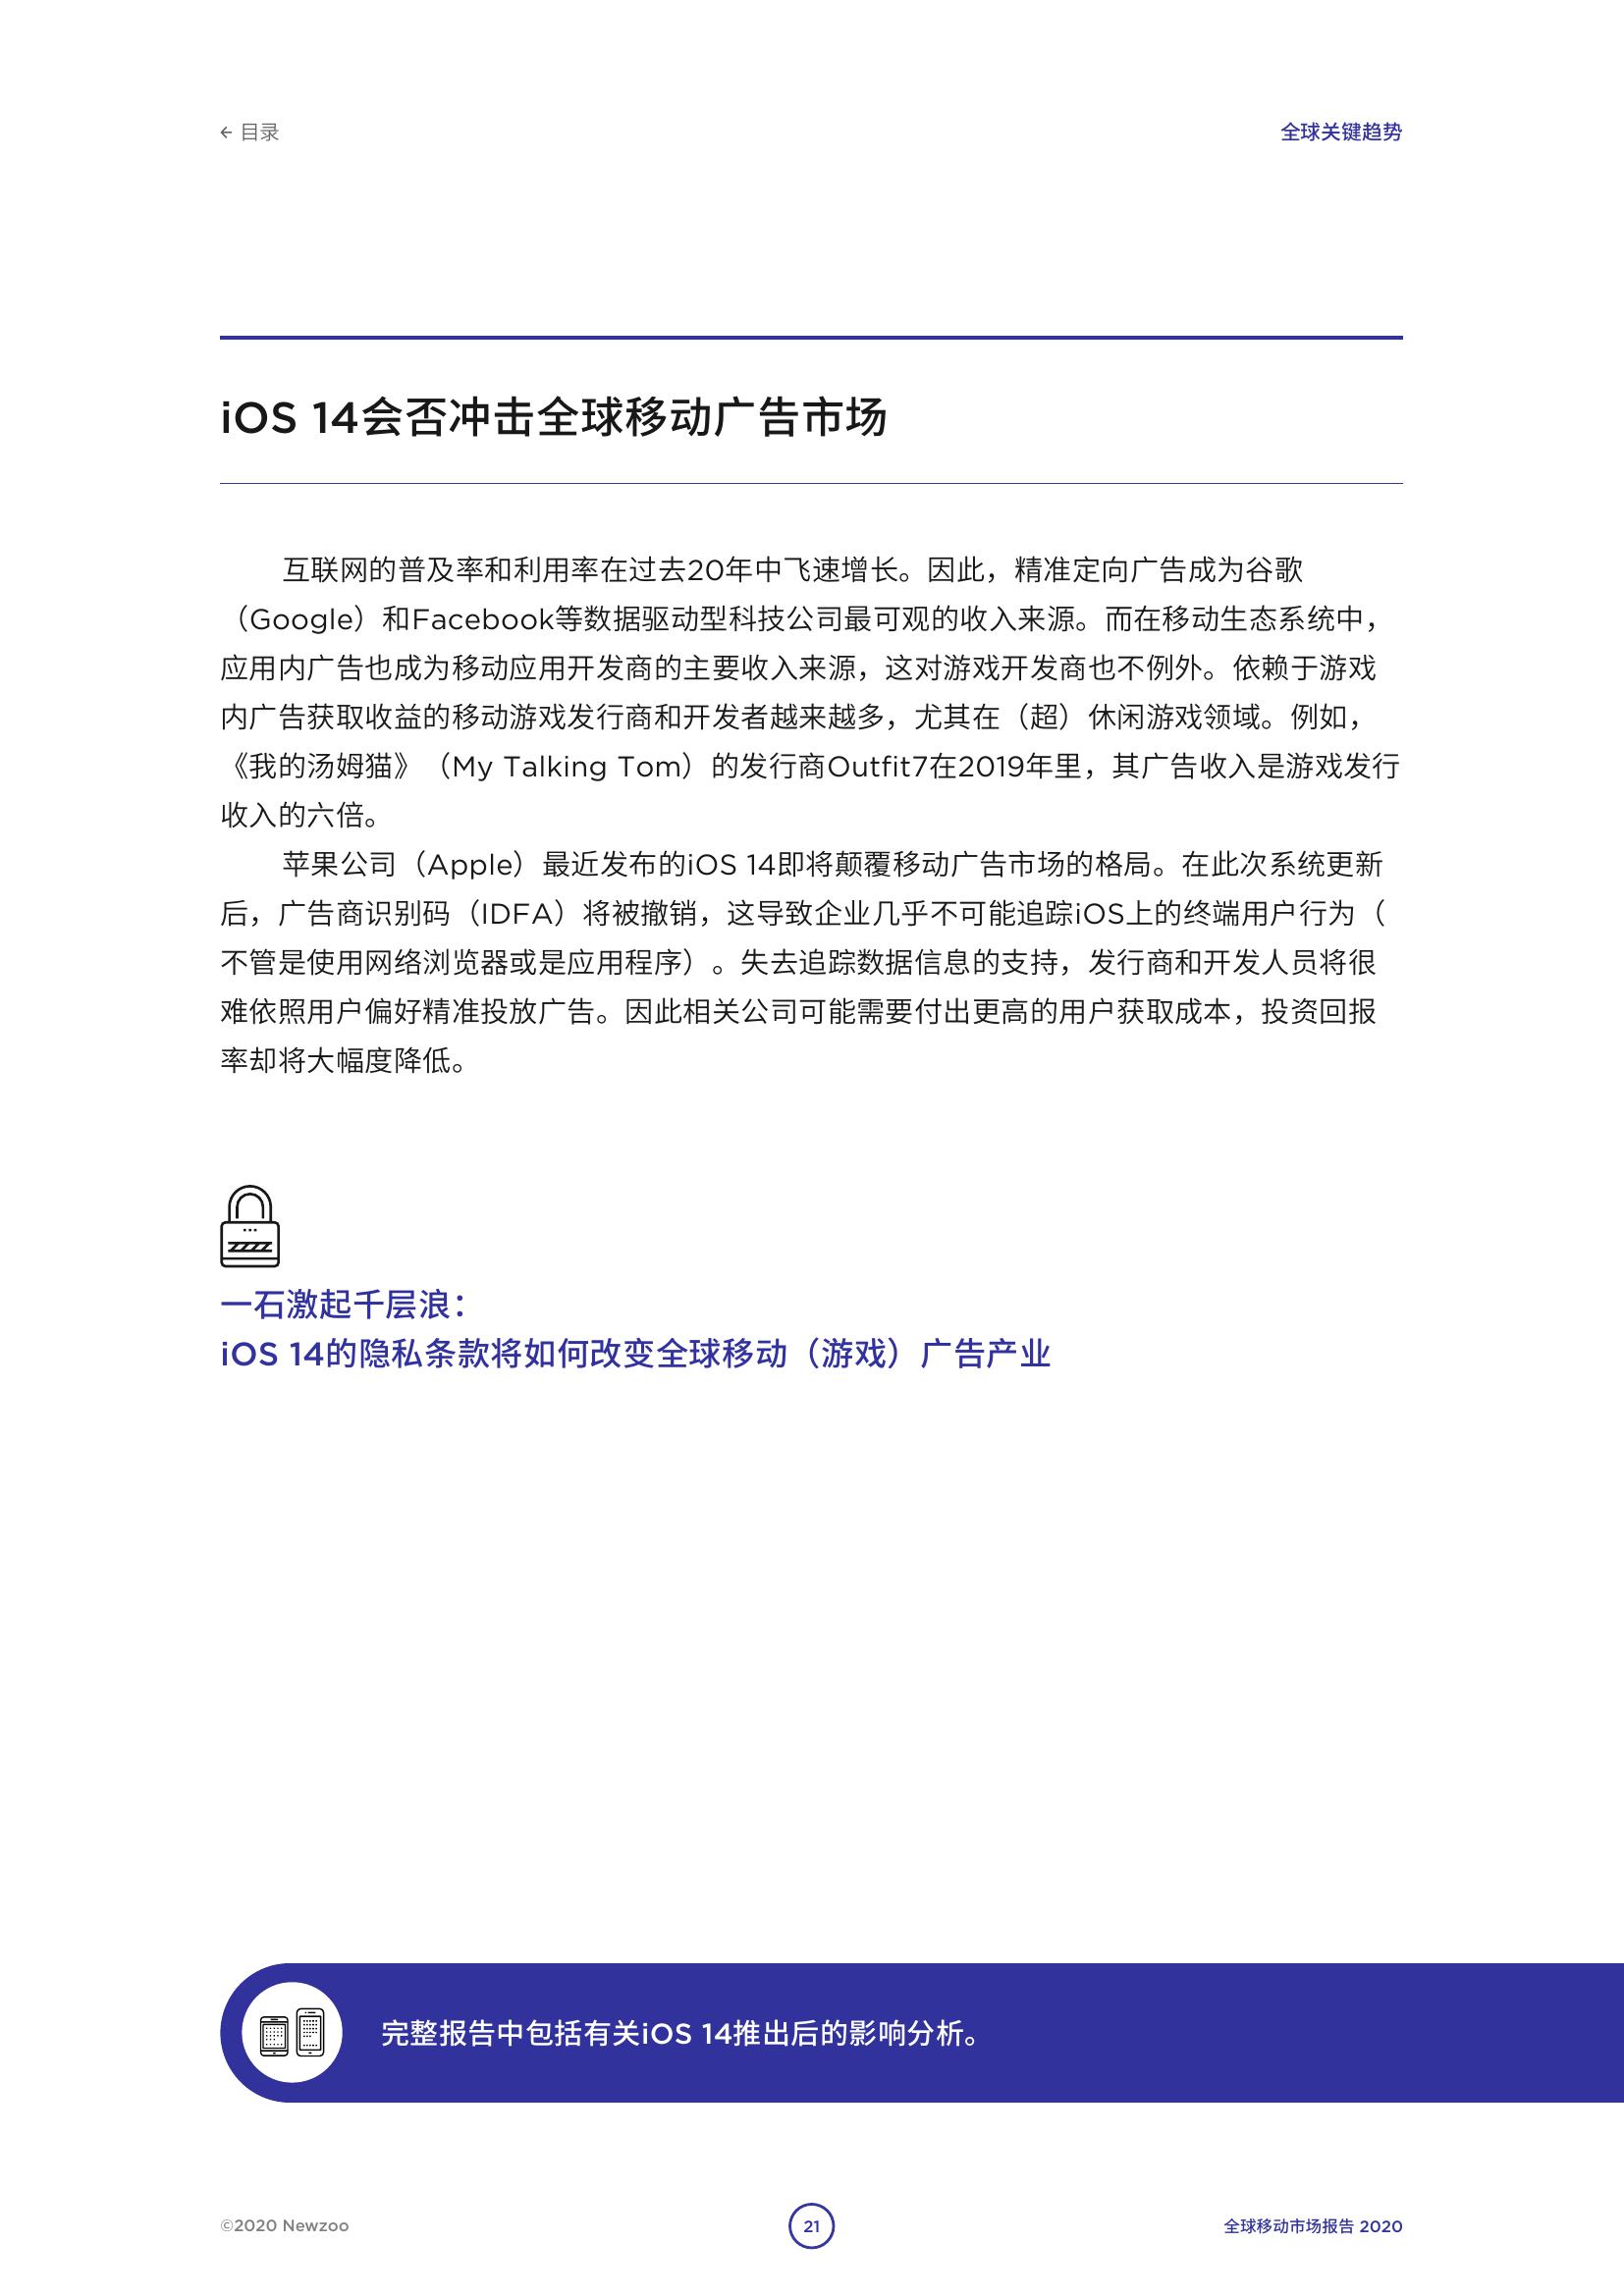 ← 目录
全球关键趋势
iOS 14会否冲击全球移动广告市场
互联网的普及率和利用率在过去20年中飞速增长。因此，精准定向广告成为谷歌
（Google）和Facebook等数据驱动型科技公司最可观的收入来源。而在移动生态系统中，
应用内广告也成为移动应用开发商的主要收入来源，这对游戏开发商也不例外。依赖于游戏
内广告获取收益的移动游戏发行商和开发者越来越多，尤其在（超）休闲游戏领域。例如，
《我的汤姆猫》（My Talking Tom）的发行商Outfit7在2019年里，其广告收入是游戏发行
收入的六倍。
苹果公司（Apple）最近发布的iOS 14即将颠覆移动广告市场的格局。在此次系统更新
后，广告商识别码（IDFA）将被撤销，这导致企业几乎不可能追踪iOS上的终端用户行为（
不管是使用网络浏览器或是应用程序）。失去追踪数据信息的支持，发行商和开发人员将很
难依照用户偏好精准投放广告。因此相关公司可能需要付出更高的用户获取成本，投资回报
率却将大幅度降低。
一石激起千层浪：
iOS 14的隐私条款将如何改变全球移动（游戏）广告产业
完整报告中包括有关iOS 14推出后的影响分析。
©2020 Newzoo
21
全球移动市场报告 2020